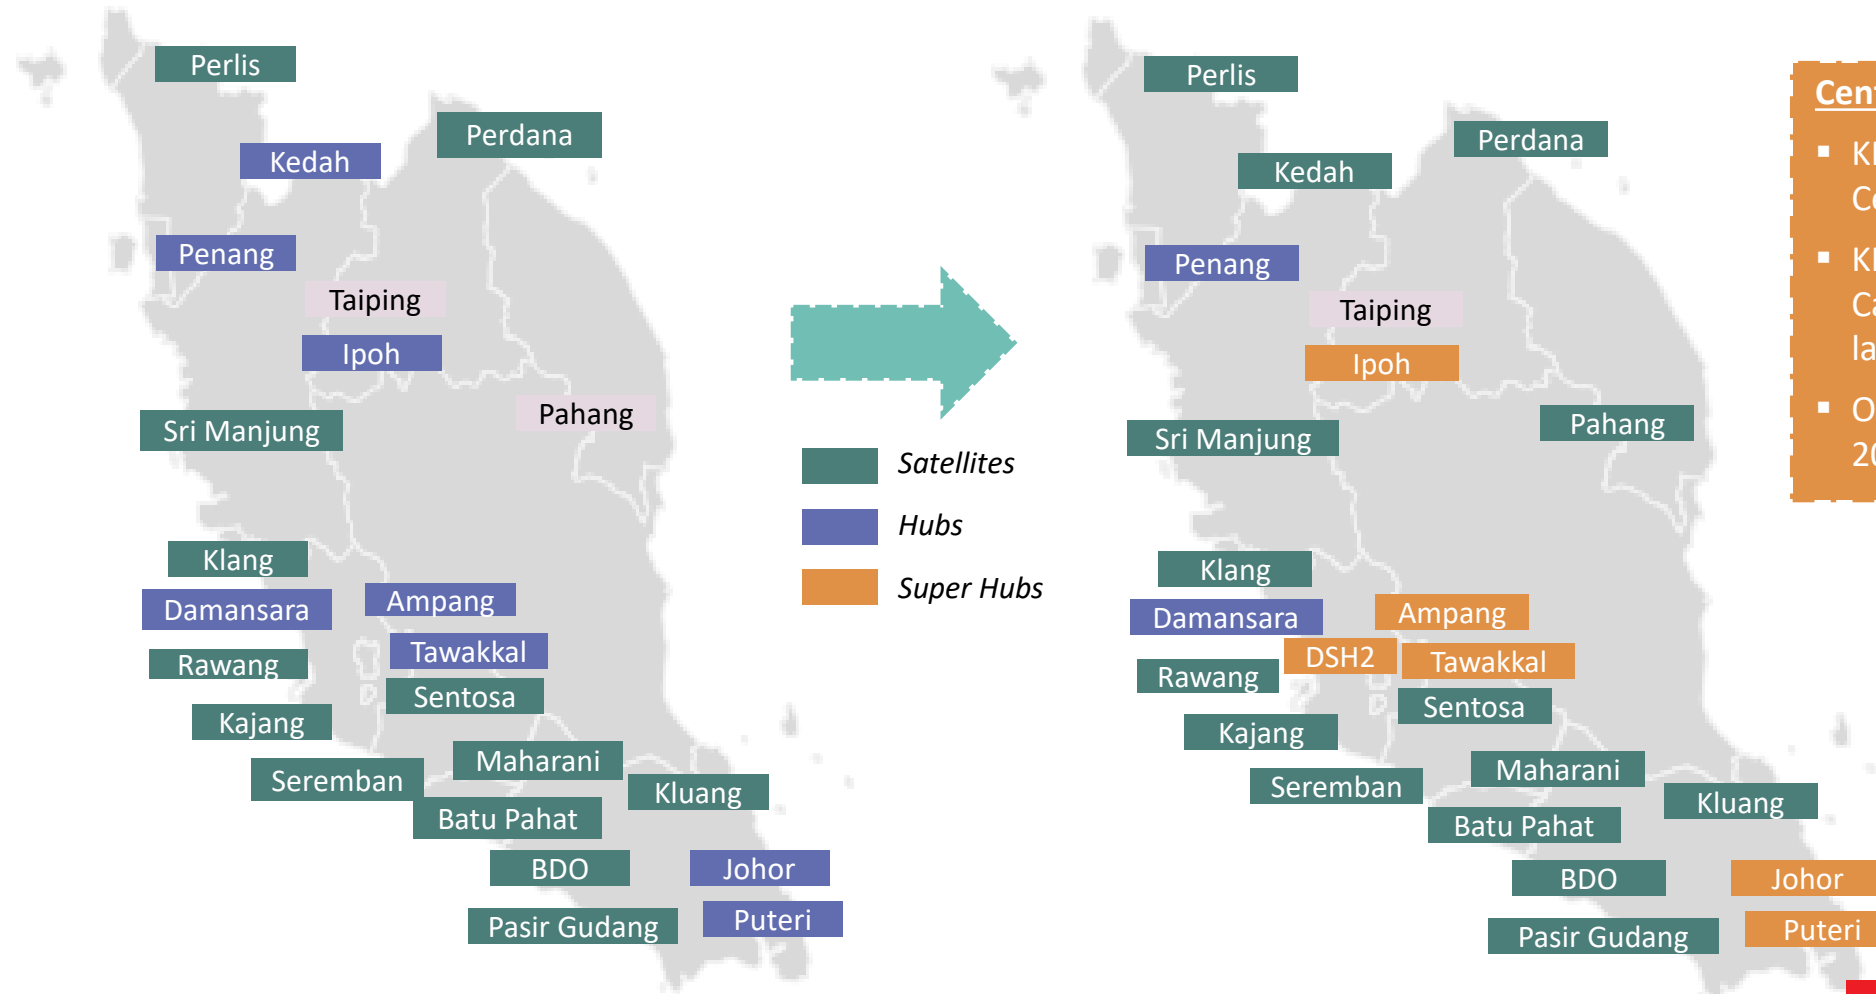 Perlis
Perdana
Kedah
Penang
Taiping
Ipoh
Pahang
Sri Manjung
Klang
Damansara
Ampang
Rawang
Tawakkal
Sentosa
Kajang
Maharani
Seremban
Kluang
Batu Pahat
BDO
Johor
Pasir Gudang
Puteri
Satellites
Hubs
Super Hubs
Perlis
Perdana
Kedah
Penang
Taiping
Ipoh
Pahang
Sri Manjung
Klang
Damansara
Ampang
DSH2
Tawakkal
Rawang
Sentosa
Kajang
Maharani
Seremban
Kluang
Batu Pahat
BDO
Johor
Pasir Gudang
Puteri